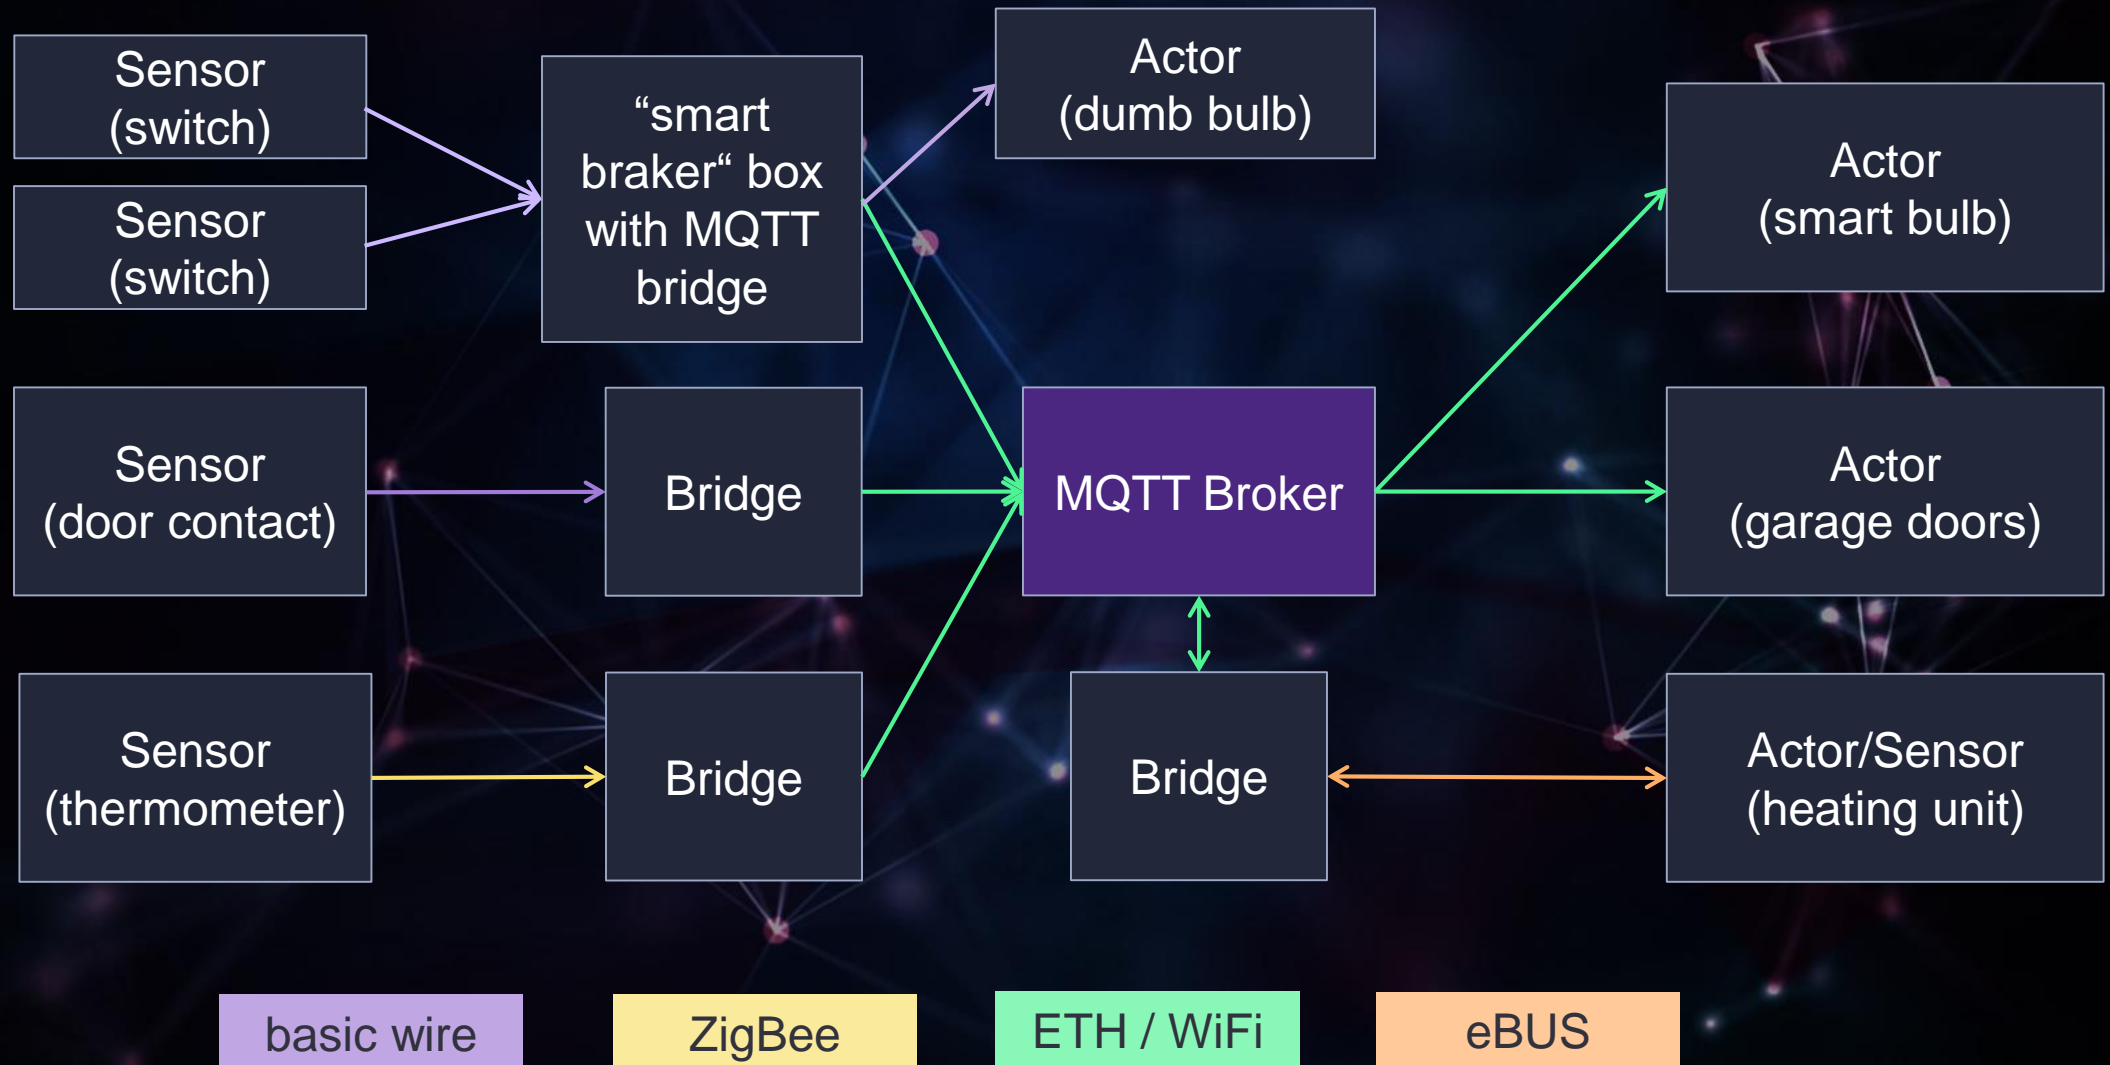 Sensor
(switch)
Sensor
(switch)
“smart
braker“ box
with MQTT
bridge
Actor
(dumb bulb)
Actor
(smart bulb)
Sensor
(door contact)
Bridge
MQTT Broker
Actor
(garage doors)
Sensor
(thermometer)
Bridge
Bridge
Actor/Sensor
(heating unit)
basic wire
ZigBee
ETH / WiFi
eBUS